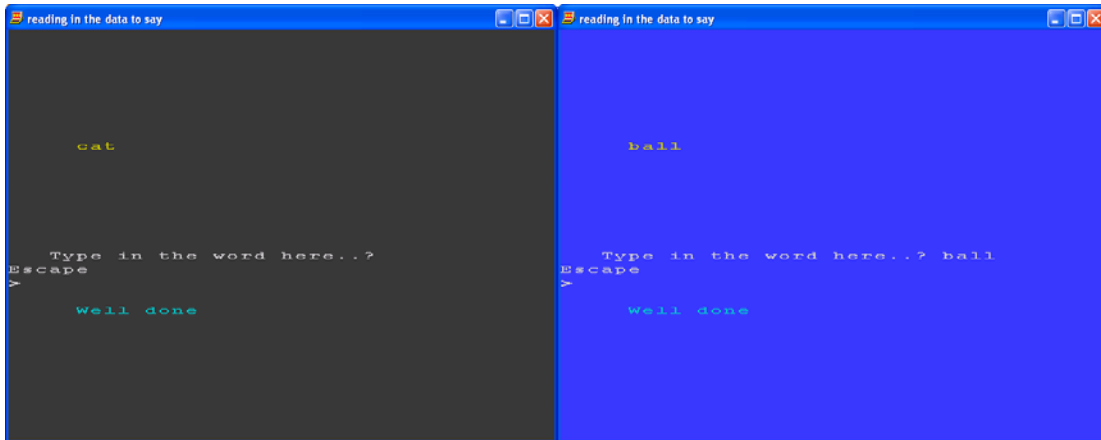 reading in the data to say
cat
Type in the word here..?
Escape
>
Well done
reading in the data to say
ball
Type in the word here..? ball
Escape
>
Well done